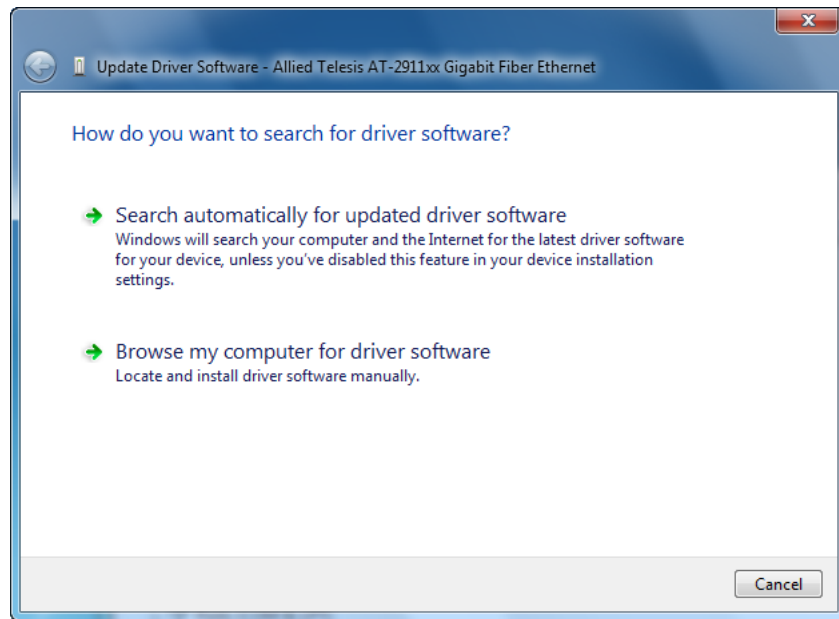 Update Driver Software - Allied Telesis AT-2911xx Gigabit Fiber Ethernet
How do you want to search for driver software?
Search automatically for updated driver software
Windows will search your computer and the Internet for the latest driver software
for your device, unless you've disabled this feature in your device installation
settings.
Browse my computer for driver software
Locate and install driver software manually.
Cancel